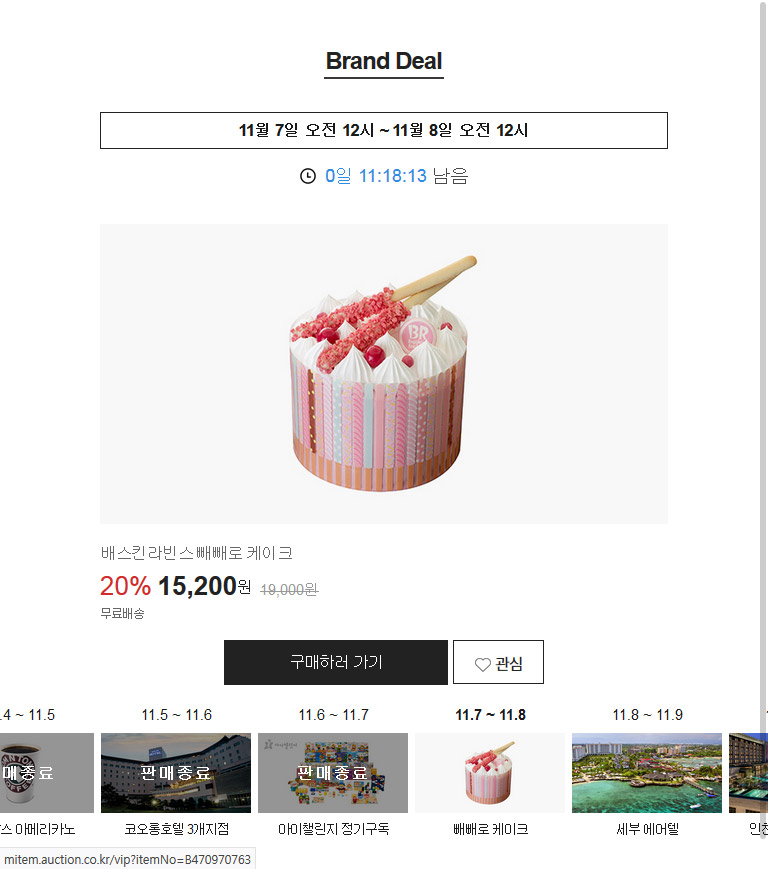 Brand Deal
11월 7일 오전 12시 ~ 11월 8일 오전 12시
0일 11:18:13 남음
BR
배스킨라빈스 빼빼로 케이크
20% 15,200원 19,000원
무료배송
구매하러 가기
관심
.4 ~ 11.5
11.5 ~ 11.6
11.6 ~ 11.7
11.7 ~ 11.8
11.8 ~ 11.9
매종료
판매종료
판매종료
스 아메리카노
코오롱호텔 3개지점
아이챌린지 정기구독
빼빼로 케이크
세부 에어텔
인천
mitem.auction.co.kr/vip?itemNo=B470970763